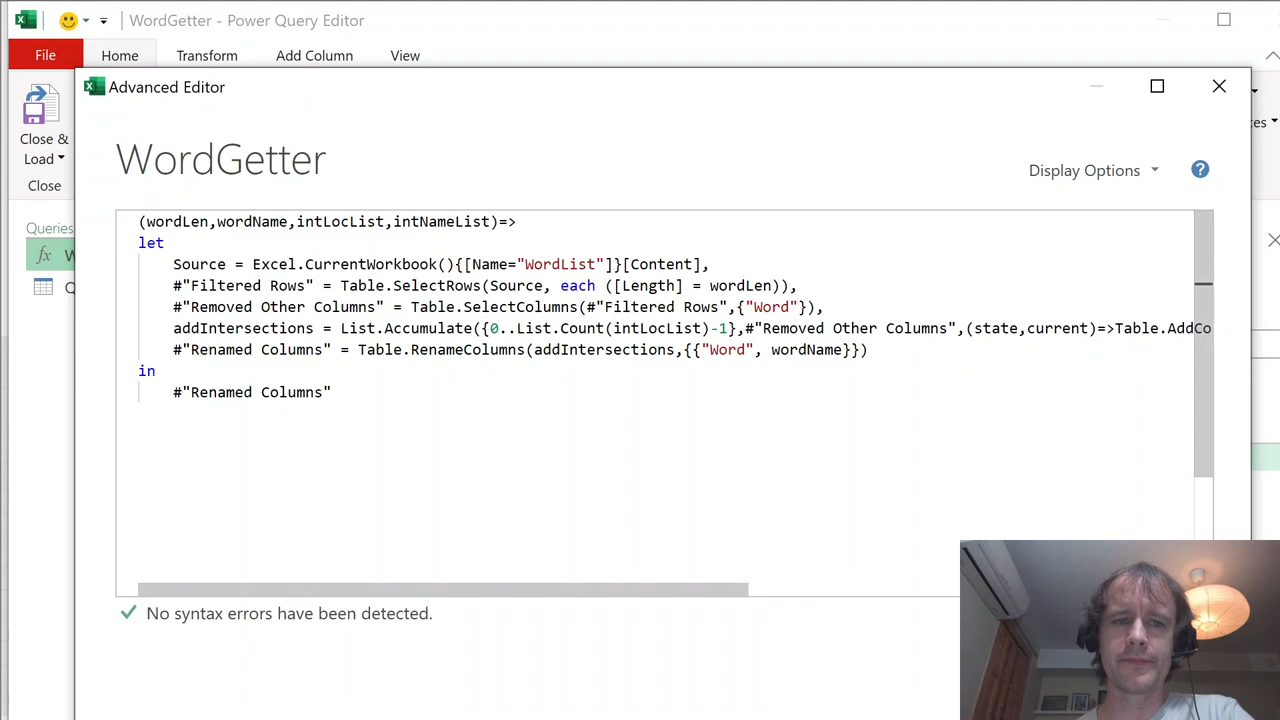 WordGetter - Power Query Editor
File Home Transform Add Column View
Advanced Editor
Close &
Load
Close
WordGetter
Display Options
?
Queries
fx
(wordLen,wordName,intLocList,intNameList)=>
let
Source = Excel.CurrentWorkbook(){[Name="WordList"]}[Content],
#"Filtered Rows" = Table.SelectRows(Source, each ([Length] = wordLen)),
#"Removed Other Columns" = Table.SelectColumns(#"Filtered Rows",{"Word"}),
addIntersections = List.Accumulate({0..List.Count(intLocList)-1},#"Removed Other Columns",(state,current)=>Table.AddCo
#"Renamed Columns" = Table.RenameColumns(addIntersections,{{"Word", wordName}})
in
#"Renamed Columns"
No syntax errors have been detected.